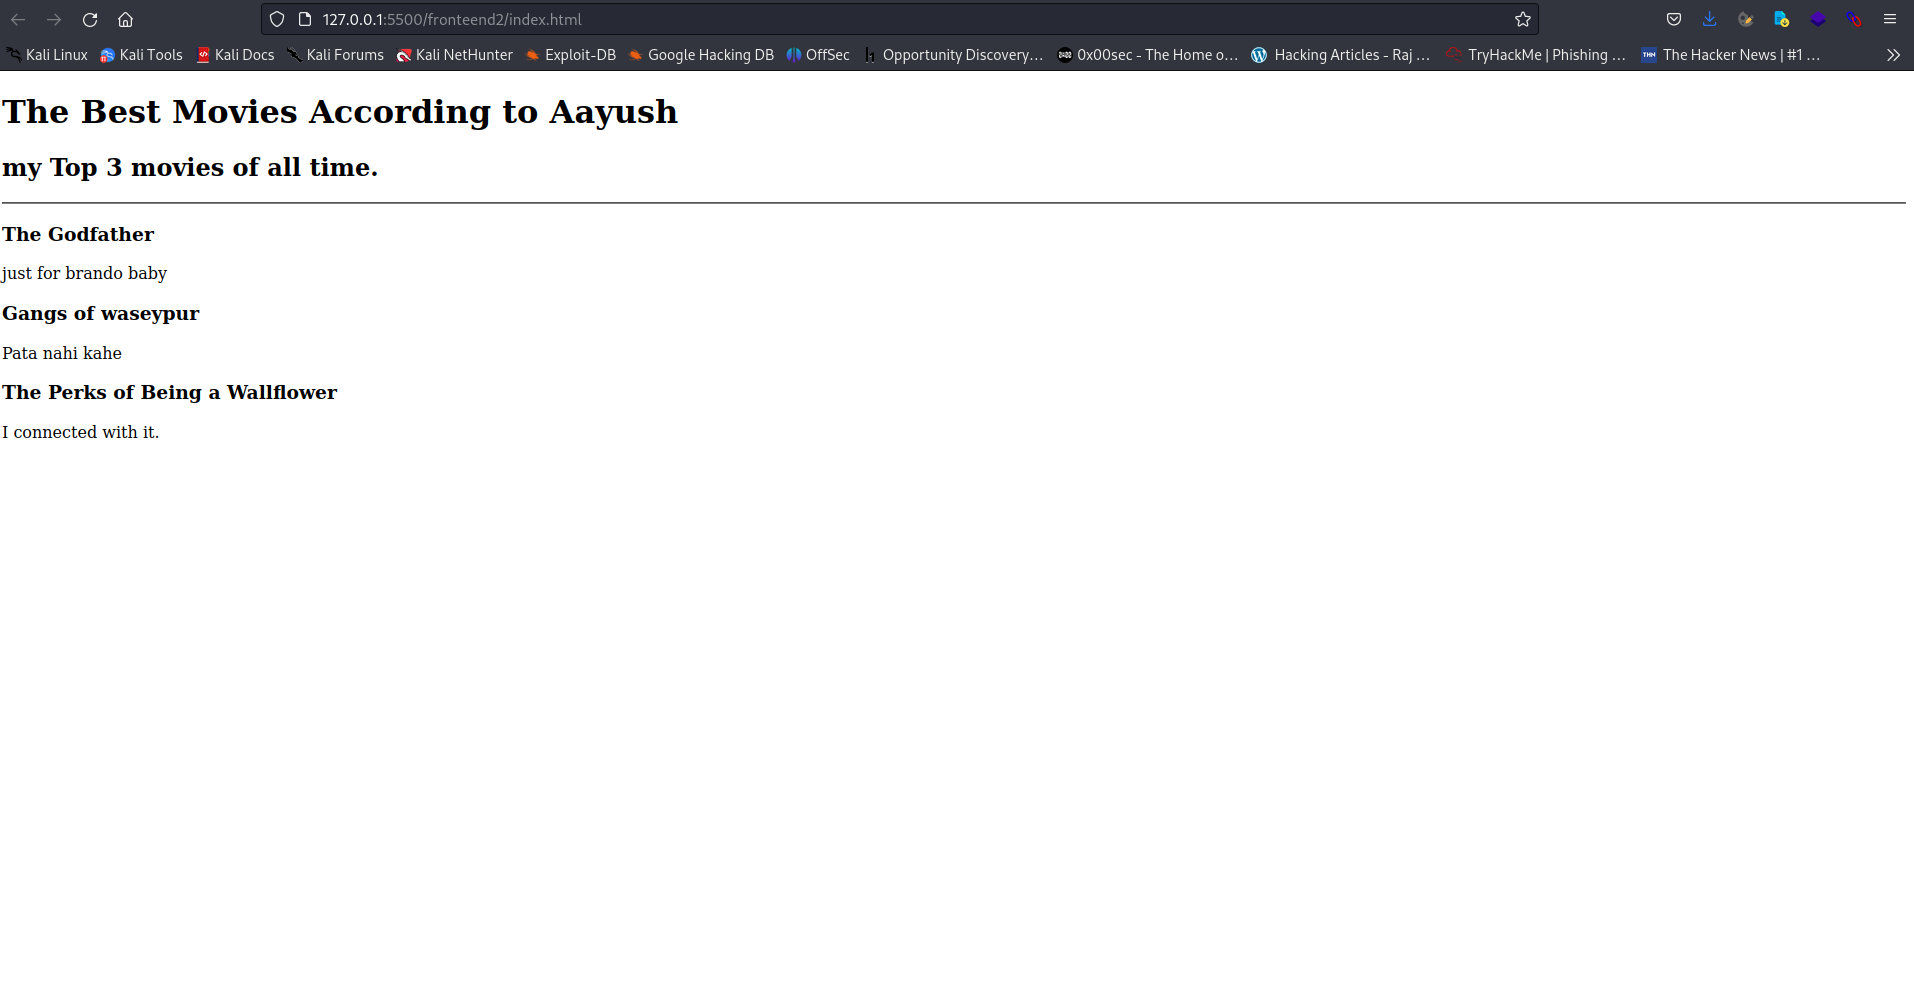 127.0.0.1:5500/fronteend2/index.html
Kali Linux Kali Tools Kali Docs Kali Forums Kali NetHunter Exploit-DB Google Hacking DB OffSec Opportunity Discovery... 0x00sec - The Home o... Hacking Articles - Raj ... TryHackMe | Phishing ... THN The Hacker News | #1 ...
The Best Movies According to Aayush
my Top 3 movies of all time.
The Godfather
just for brando baby
Gangs of waseypur
Pata nahi kahe
The Perks of Being a Wallflower
I connected with it.